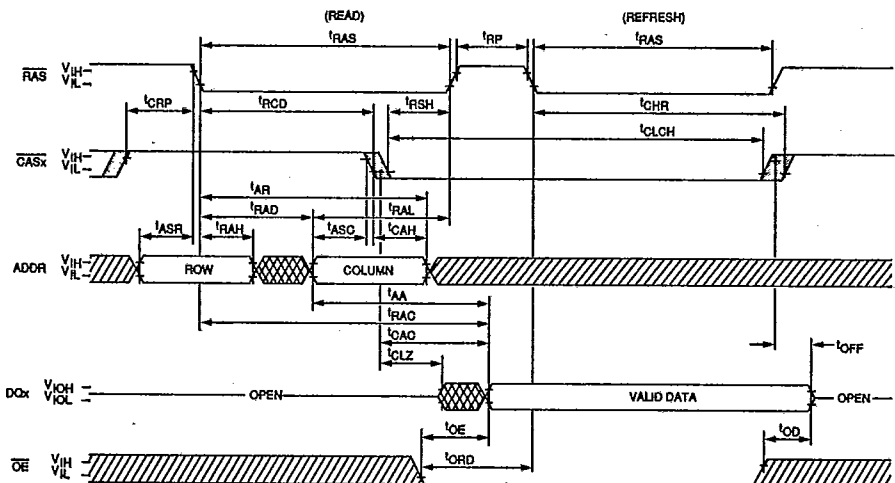 (READ) (REFRESH)
tRAS tRP tRAS
RAS VIH VIL
tCRP tRCD tRSH tCHR
tCLCH
CASx VIH VIL
tAR
tRAD tRAL
tASR tRAH tASC tCAH
ADDR VIH VIL ROW COLUMN
tAA
tRAC
tCAC
tCLZ tOFF
DQx VIOH VIOL OPEN VALID DATA OPEN
tOE tOD
OE VIH VIL tORD